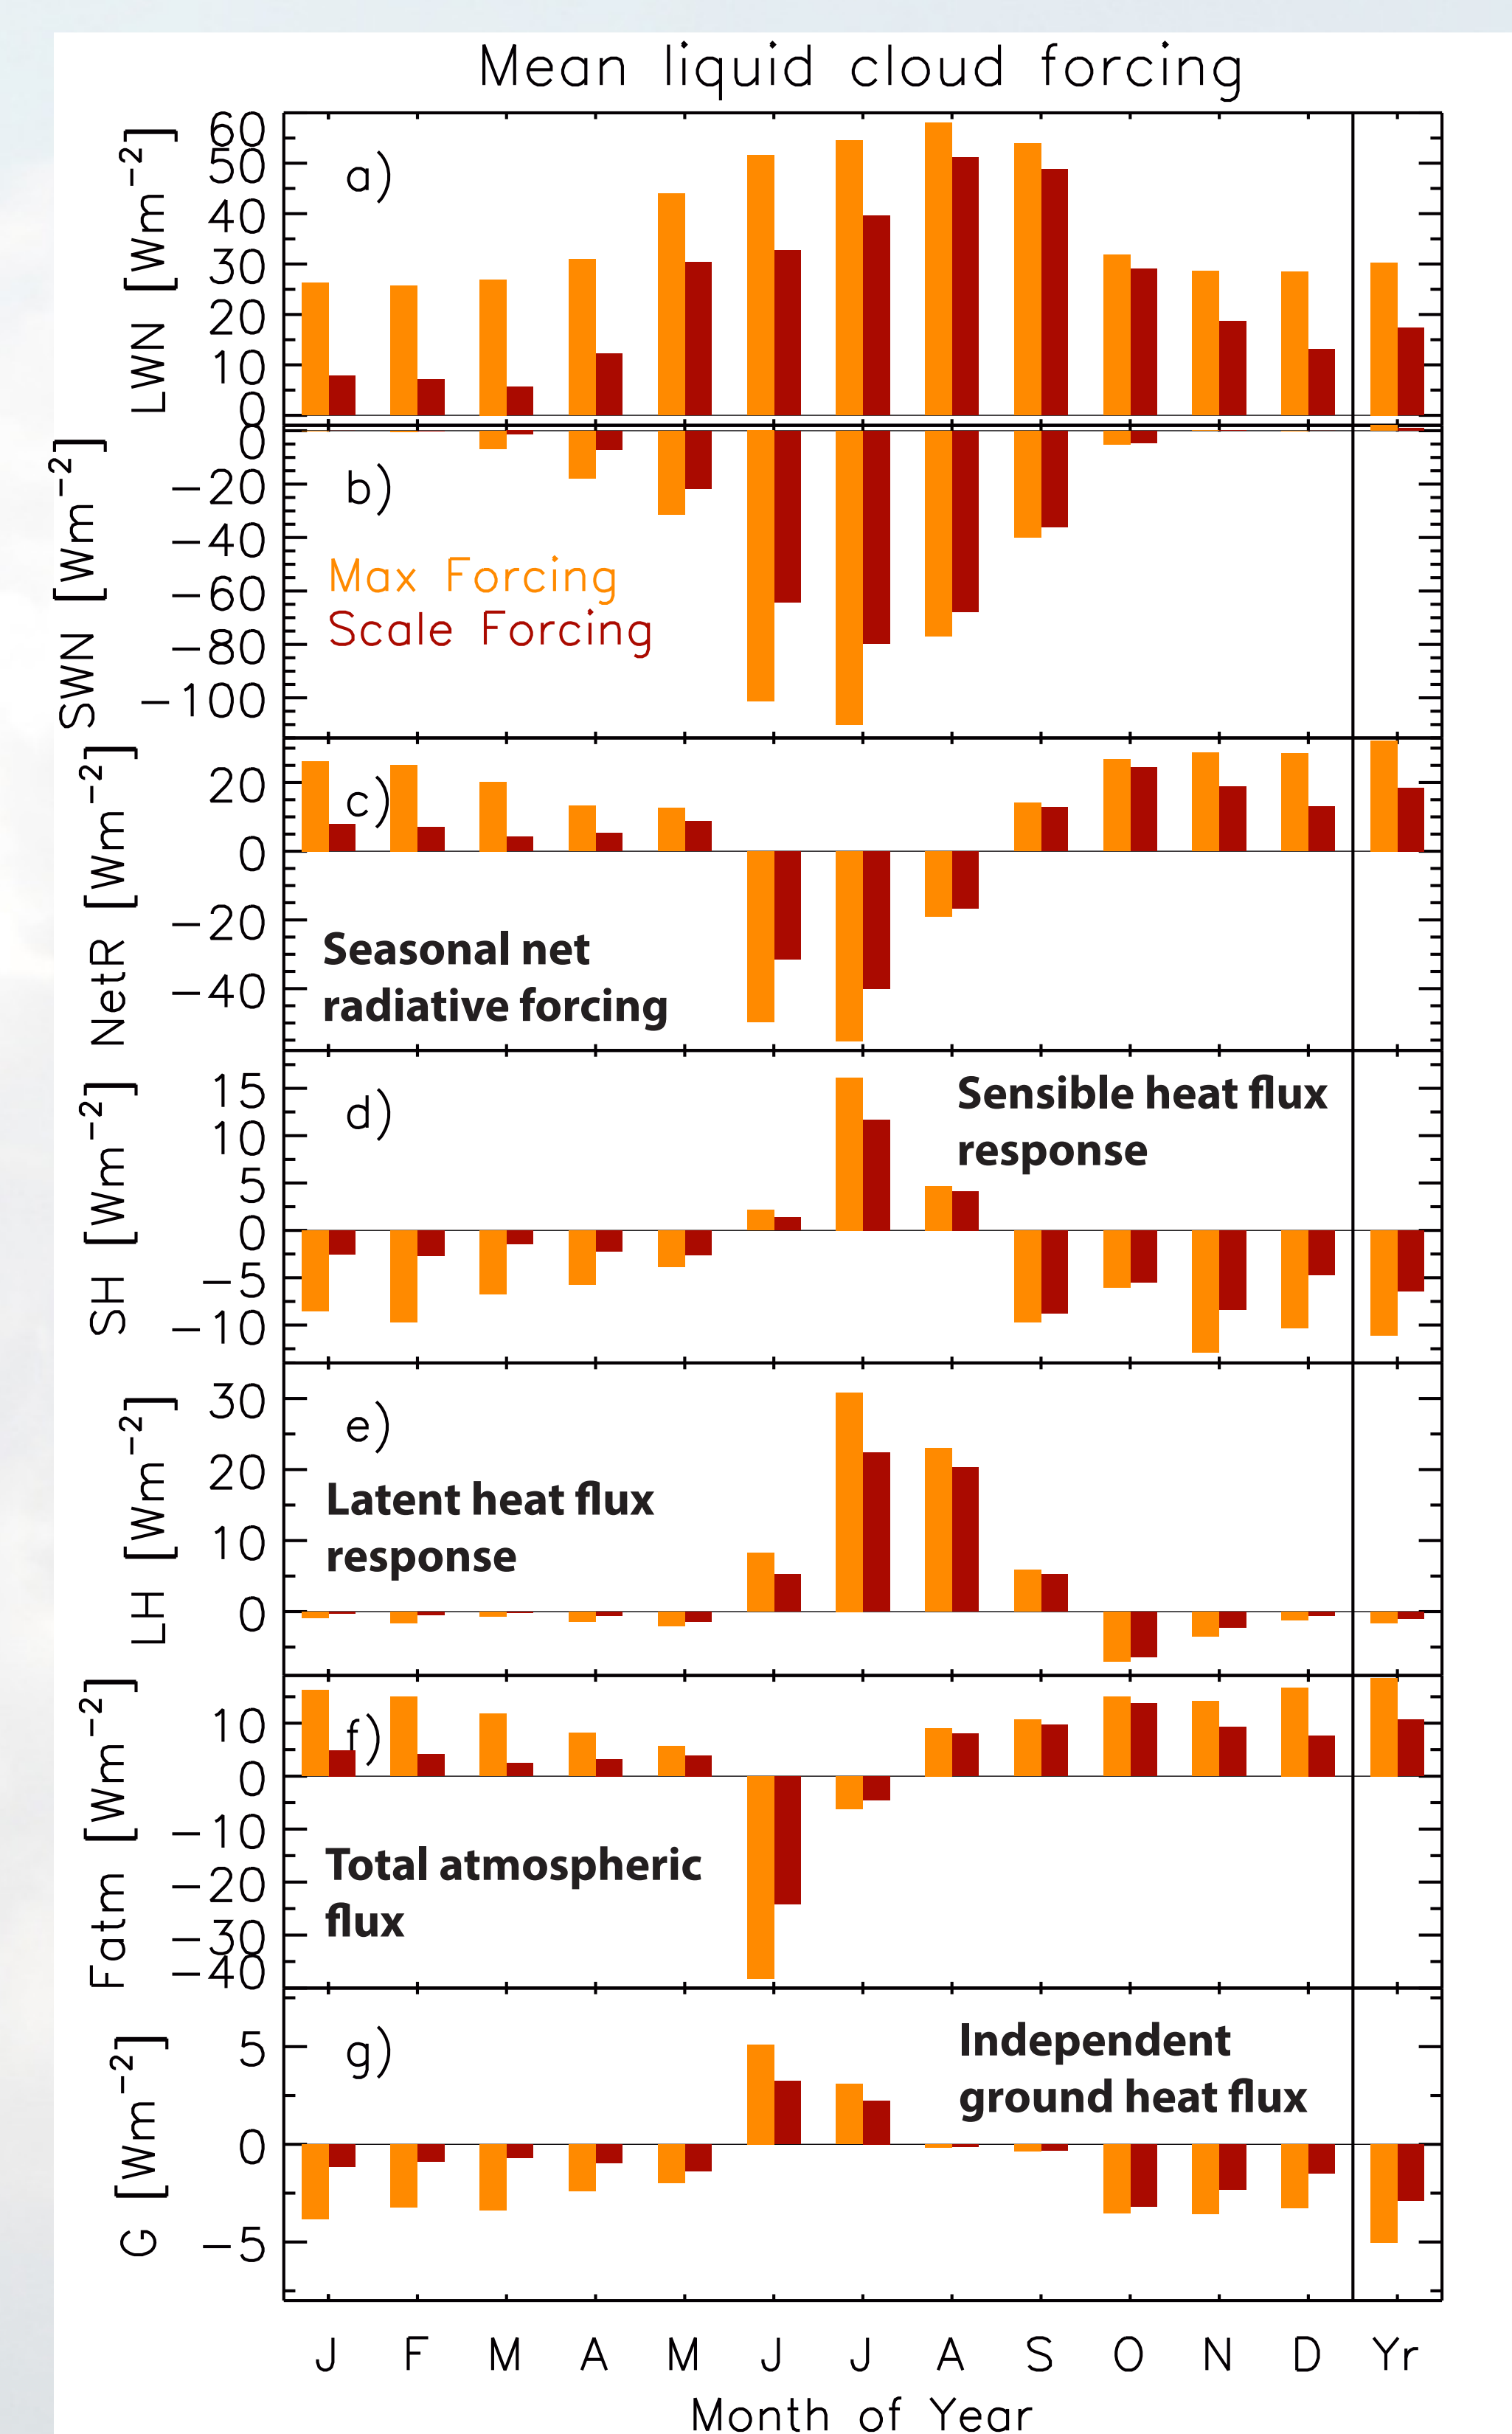 Mean liquid cloud forcing
LWN [Wm⁻²]
60
50
40
30
20
10
0
a)
SWN [Wm⁻²]
0
−20
−40
−60
−80
−100
b)
Max Forcing
Scale Forcing
NetR [Wm⁻²]
20
0
−20
−40
c)
Seasonal net
radiative forcing
SH [Wm⁻²]
15
10
5
0
−5
−10
d)
Sensible heat flux
response
LH [Wm⁻²]
30
20
10
0
e)
Latent heat flux
response
Fatm [Wm⁻²]
10
0
−10
−20
−30
−40
f)
Total atmospheric
flux
G [Wm⁻²]
5
0
−5
g)
Independent
ground heat flux
J F M A M J J A S O N D Yr
Month of Year